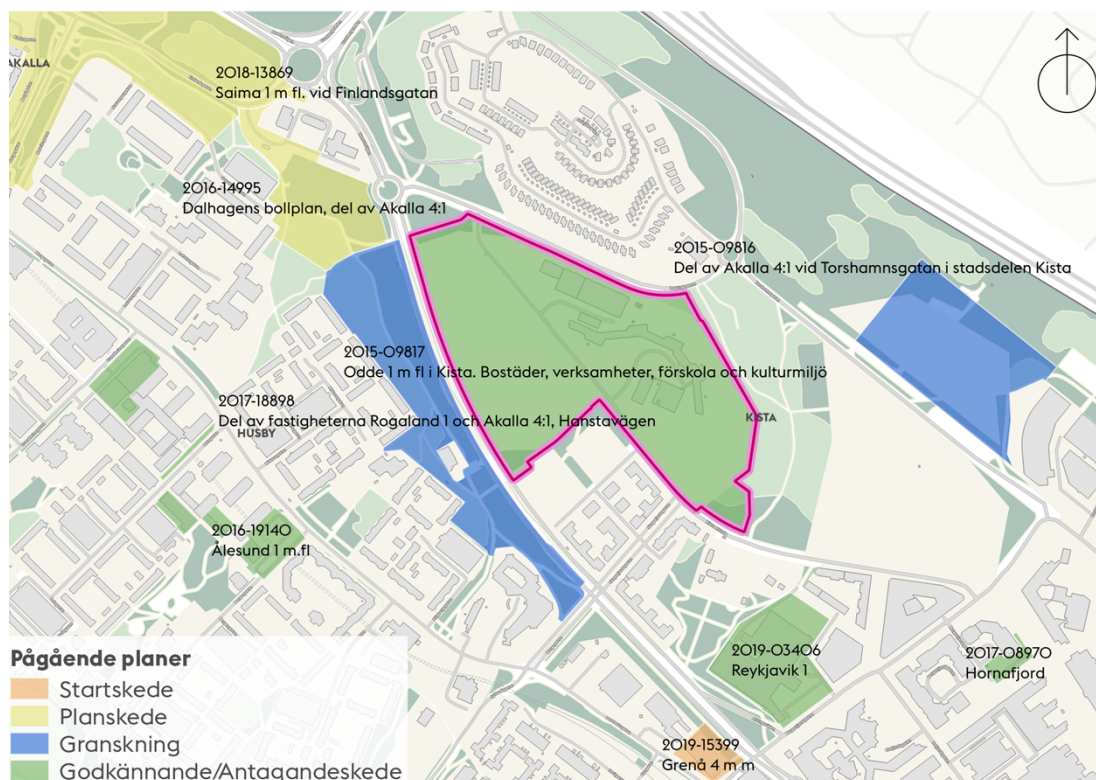 AKALLA
2018-13869
Saima 1 m fl. vid Finlandsgatan
2016-14995
Dalhagens bollplan, del av Akalla 4:1
2015-09816
Del av Akalla 4:1 vid Torshamnsgatan i stadsdelen Kista
2015-09817
Odde 1 m fl i Kista. Bostäder, verksamheter, förskola och kulturmiljö
2017-18898
Del av fastigheterna Rogaland 1 och Akalla 4:1, Hanstavägen
KISTA
HUSBY
2016-19140
Ålesund 1 m.fl
2019-03406
Reykjavik 1
2017-08970
Hornafjord
2019-15399
Grenå 4 m m
Pågående planer
Startskede
Planskede
Granskning
Godkännande/Antagandeskede